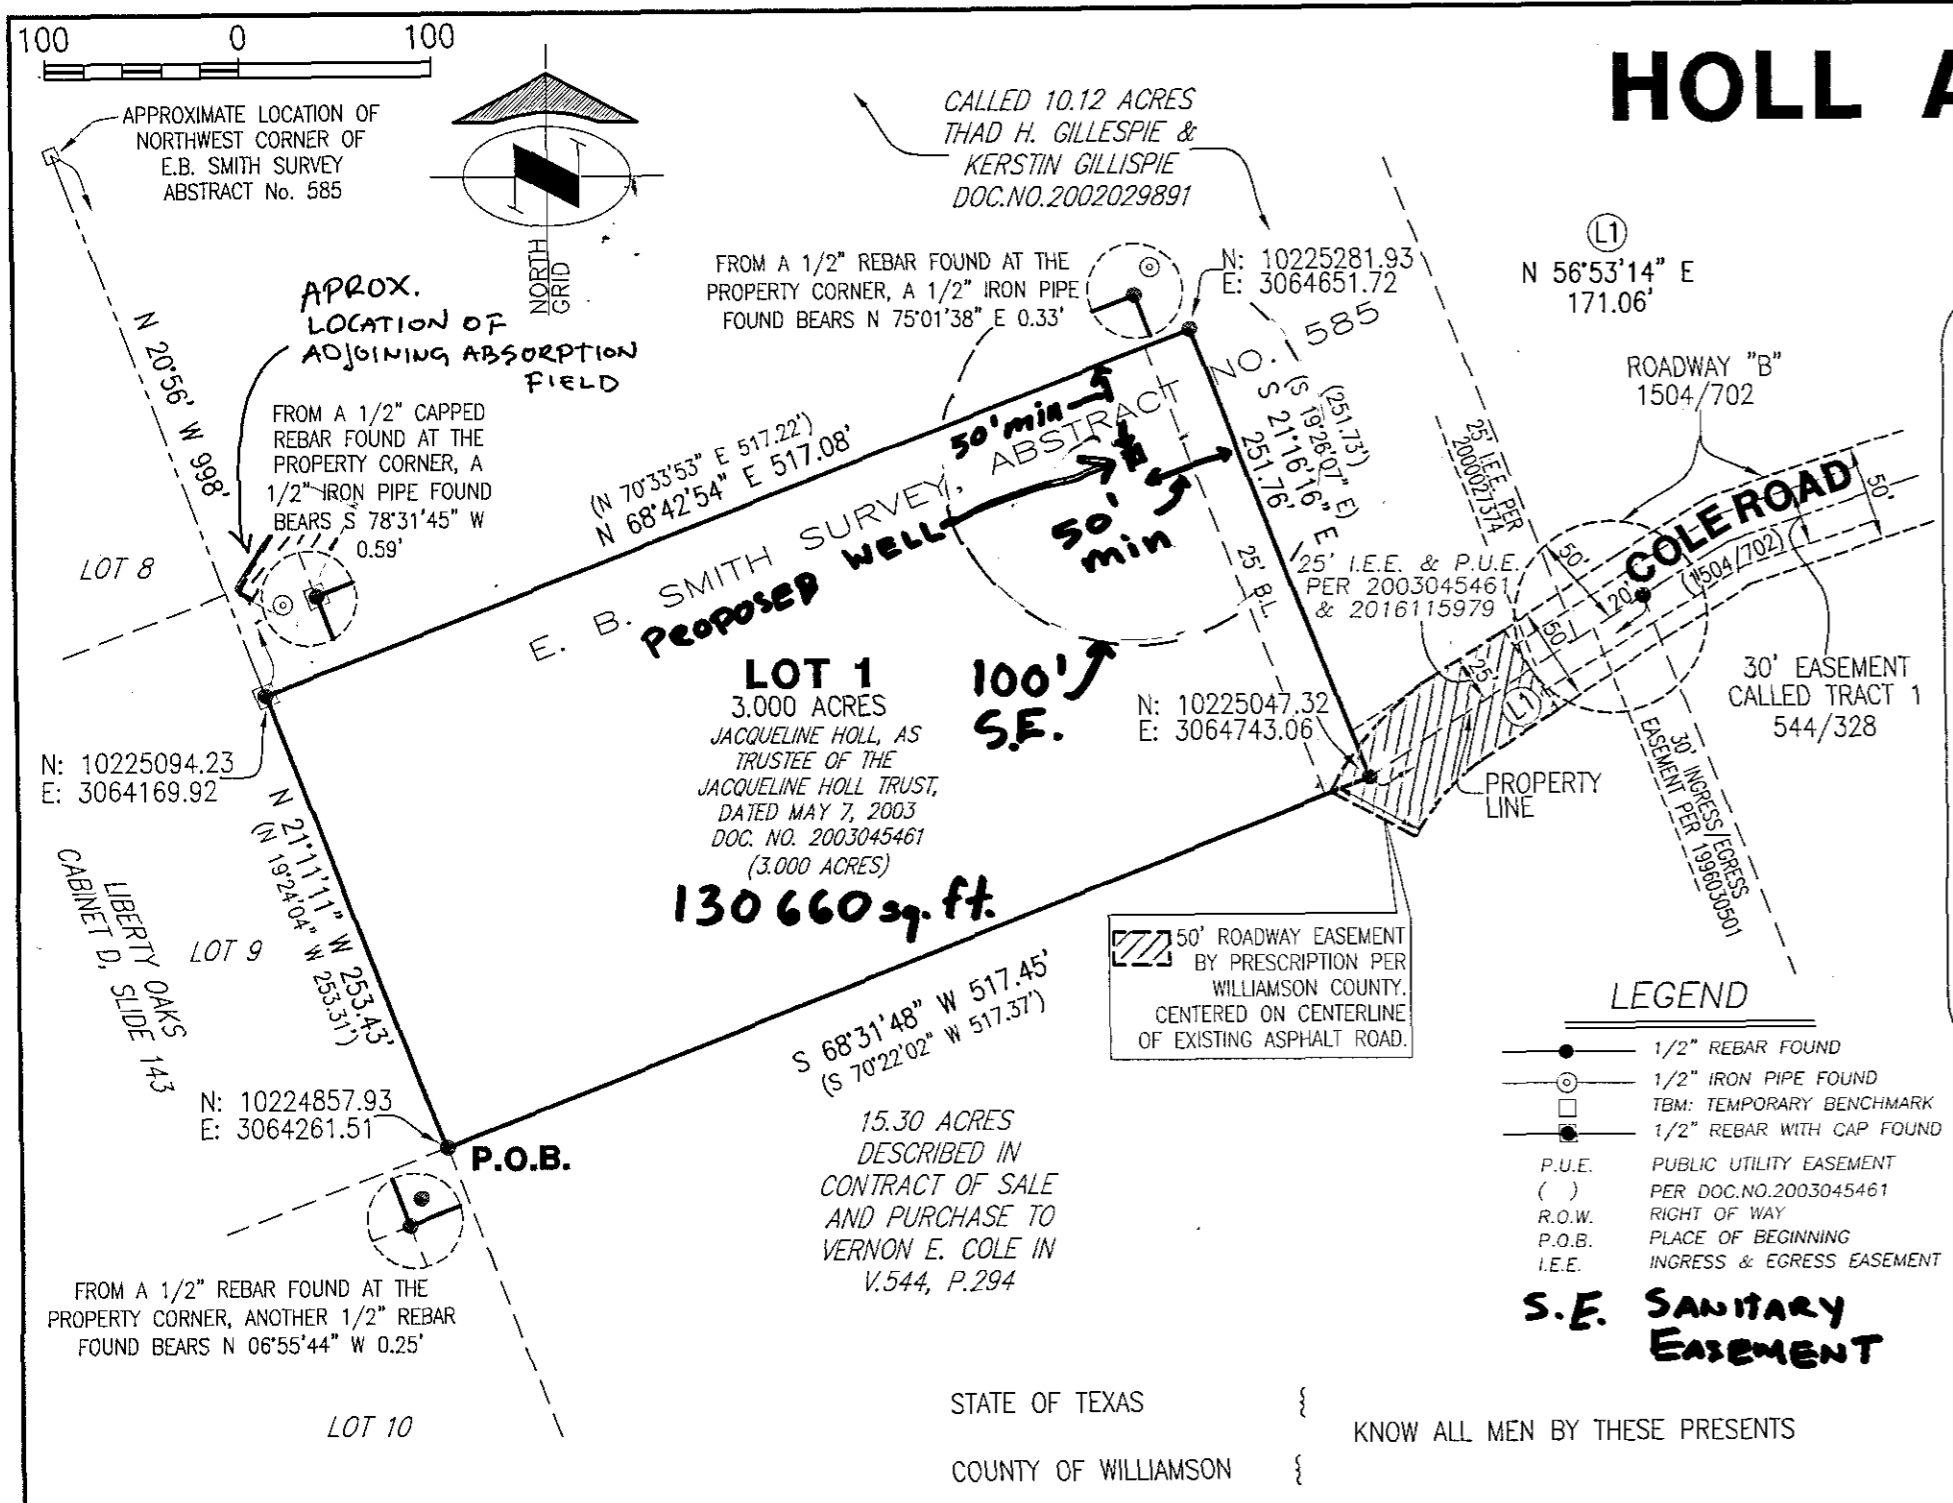 100 0 100
HOLL A
APPROXIMATE LOCATION OF
NORTHWEST CORNER OF
E.B. SMITH SURVEY
ABSTRACT No. 585
NORTH
GRID
CALLED 10.12 ACRES
THAD H. GILLESPIE &
KERSTIN GILLISPIE
DOC.NO.2002029891
L1
N 56°53'14" E
171.06'
APROX.
LOCATION OF
ADJOINING ABSORPTION
FIELD
FROM A 1/2" REBAR FOUND AT THE
PROPERTY CORNER, A 1/2" IRON PIPE
FOUND BEARS N 75°01'38" E 0.33'
N: 10225281.93
E: 3064651.72
N 20°56' W 998'
FROM A 1/2" CAPPED
REBAR FOUND AT THE
PROPERTY CORNER, A
1/2" IRON PIPE FOUND
BEARS S 78°31'45" W
0.59'
(N 70°33'53" E 517.22')
N 68°42'54" E 517.08'
E. B. SMITH SURVEY, ABSTRACT NO. 585
50' min
PROPOSED WELL
50'
min
(251.73')
(S 19°26'07" E)
S 21°16'16" E
251.76'
25' B.L.
ROADWAY "B"
1504/702
25' I.E.E. PER
2000027374
COLE ROAD
(1504/702)
50'
50'
20'
50'
25'
L1
25' I.E.E. & P.U.E.
PER 2003045461
& 2016115979
30' EASEMENT
CALLED TRACT 1
544/328
LOT 8
LOT 1
3.000 ACRES
JACQUELINE HOLL, AS
TRUSTEE OF THE
JACQUELINE HOLL TRUST,
DATED MAY 7, 2003
DOC. NO. 2003045461
(3.000 ACRES)
130660 sq. ft.
100'
S.E.
N: 10225047.32
E: 3064743.06
PROPERTY
LINE
30' INGRESS/EGRESS
EASEMENT PER 199603050​1
N: 10225094.23
E: 3064169.92
N 21°11'11" W 253.43'
(N 19°24'04" W 253.31')
LIBERTY OAKS
CABINET D, SLIDE 143
LOT 9
S 68°31'48" W 517.45'
(S 70°22'02" W 517.37')
50' ROADWAY EASEMENT
BY PRESCRIPTION PER
WILLIAMSON COUNTY.
CENTERED ON CENTERLINE
OF EXISTING ASPHALT ROAD.
N: 10224857.93
E: 3064261.51
P.O.B.
15.30 ACRES
DESCRIBED IN
CONTRACT OF SALE
AND PURCHASE TO
VERNON E. COLE IN
V.544, P.294
FROM A 1/2" REBAR FOUND AT THE
PROPERTY CORNER, ANOTHER 1/2" REBAR
FOUND BEARS N 06°55'44" W 0.25'
LOT 10
LEGEND
1/2" REBAR FOUND
1/2" IRON PIPE FOUND
TBM: TEMPORARY BENCHMARK
1/2" REBAR WITH CAP FOUND
P.U.E. PUBLIC UTILITY EASEMENT
( ) PER DOC.NO.2003045461
R.O.W. RIGHT OF WAY
P.O.B. PLACE OF BEGINNING
I.E.E. INGRESS & EGRESS EASEMENT
S.E. SANITARY
EASEMENT
STATE OF TEXAS {
KNOW ALL MEN BY THESE PRESENTS
COUNTY OF WILLIAMSON {